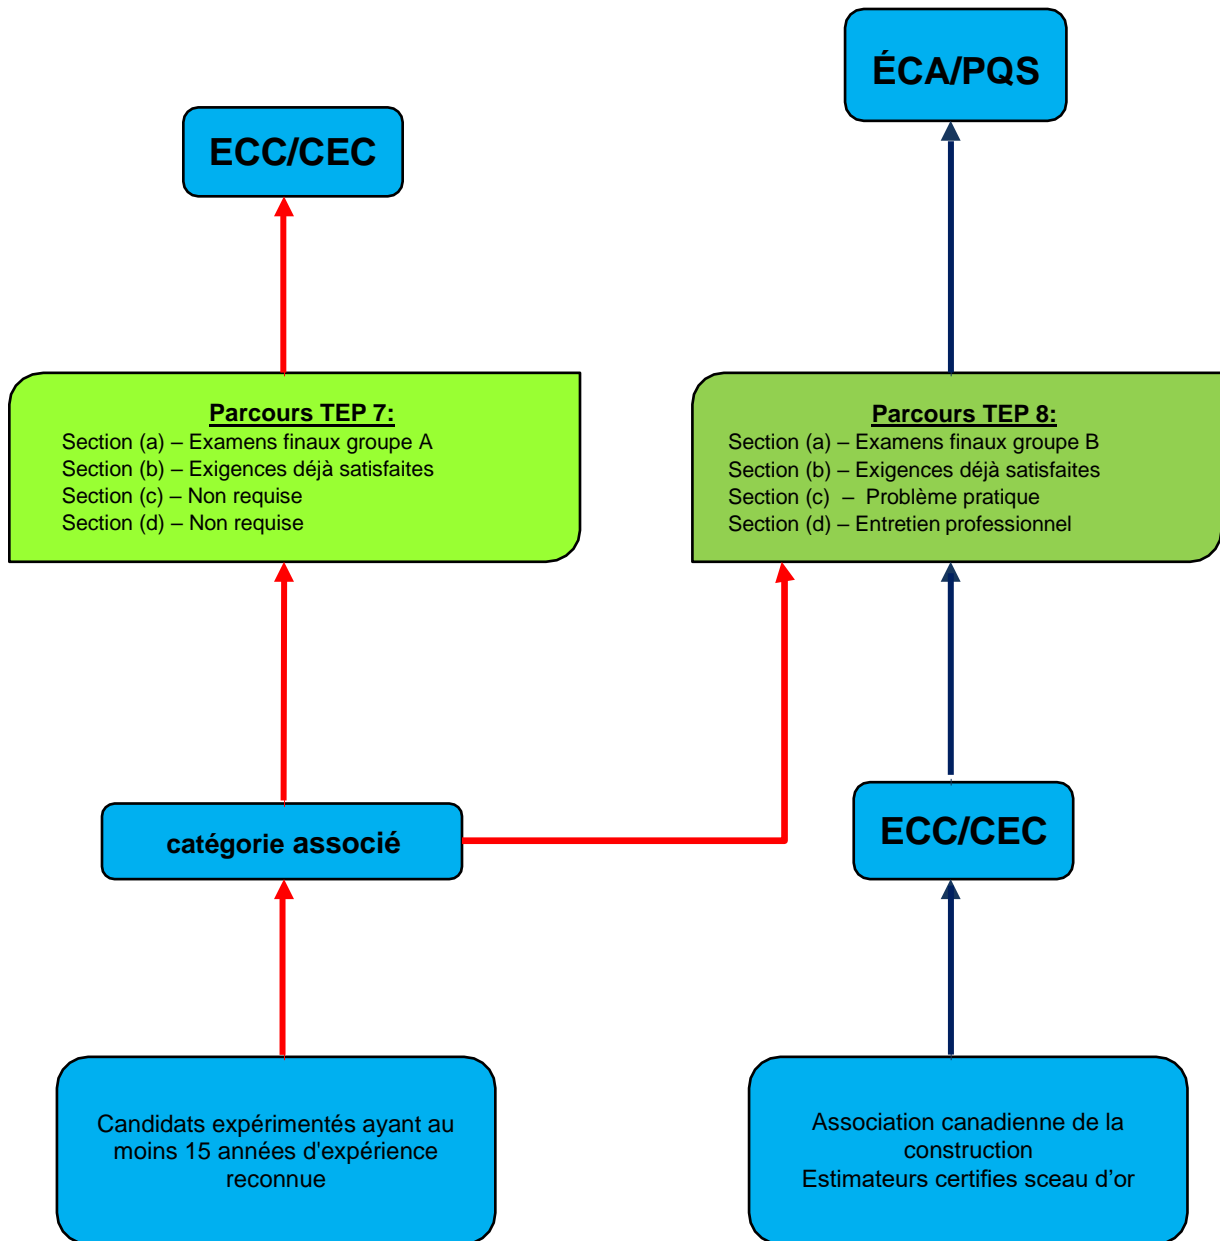 ÉCA/PQS
ECC/CEC
Parcours TEP 7:
Section (a) – Examens finaux groupe A
Section (b) – Exigences déjà satisfaites
Section (c) – Non requise
Section (d) – Non requise
Parcours TEP 8:
Section (a) – Examens finaux groupe B
Section (b) – Exigences déjà satisfaites
Section (c) – Problème pratique
Section (d) – Entretien professionnel
catégorie associé
ECC/CEC
Candidats expérimentés ayant au
moins 15 années d'expérience
reconnue
Association canadienne de la
construction
Estimateurs certifies sceau d’or